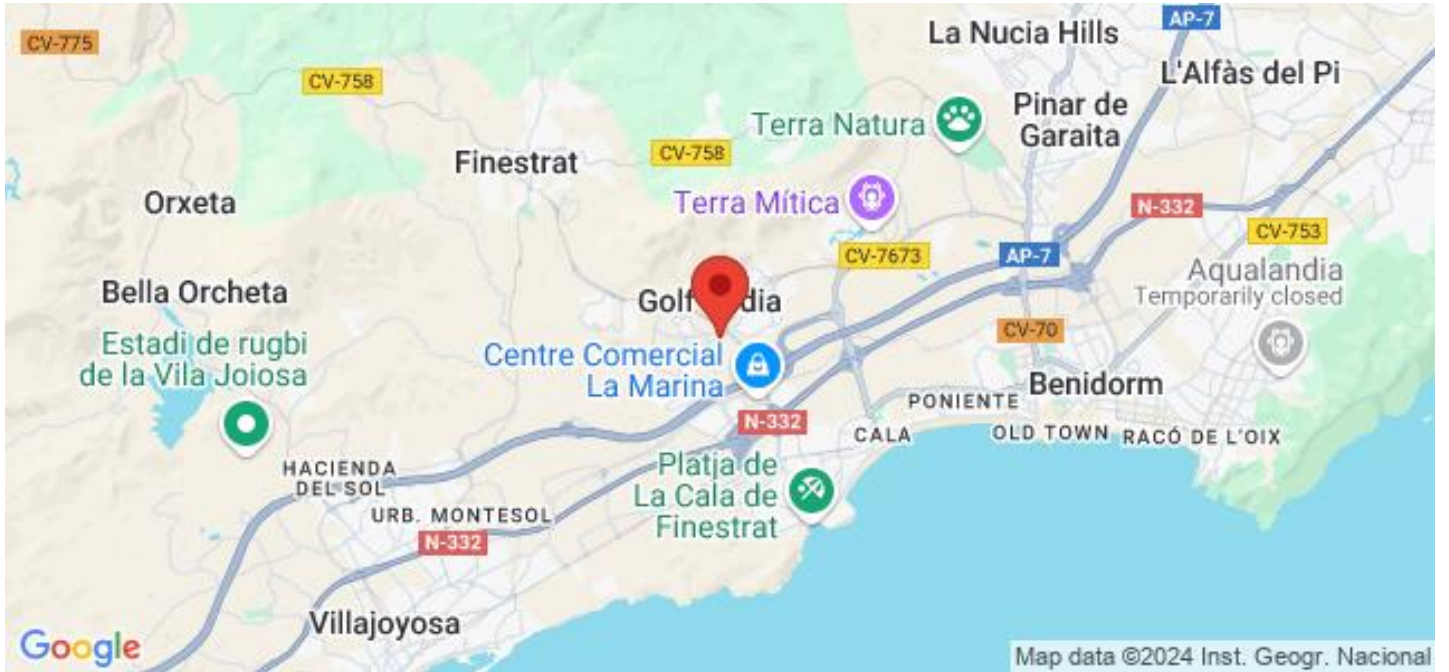 AP-7
La Nucia Hills
CV-775
L'Alfàs del Pi
CV-758
Pinar de
Garaita
Terra Natura
Finestrat
CV-758
Orxeta
Terra Mítica
N-332
CV-753
CV-7673
AP-7
Aqualandia
Temporarily closed
Bella Orcheta
Golf
dia
CV-70
Estadi de rugbi
de la Vila Joiosa
Centre Comercial
La Marina
Benidorm
PONIENTE
N-332
CALA
OLD TOWN
RACÓ DE L'OIX
HACIENDA
DEL SOL
Platja de
La Cala de
Finestrat
URB. MONTESOL
N-332
Villajoyosa
Google
Map data ©2024 Inst. Geogr. Nacional